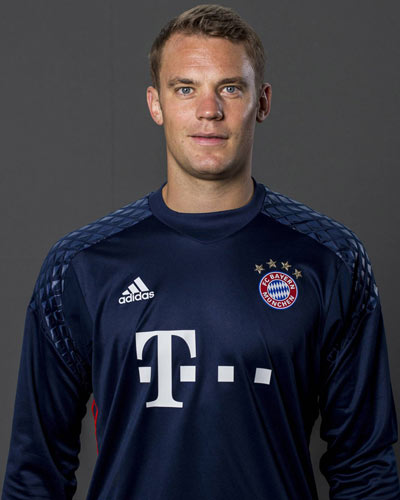 adidas
FC BAYERN
MÜNCHEN
T